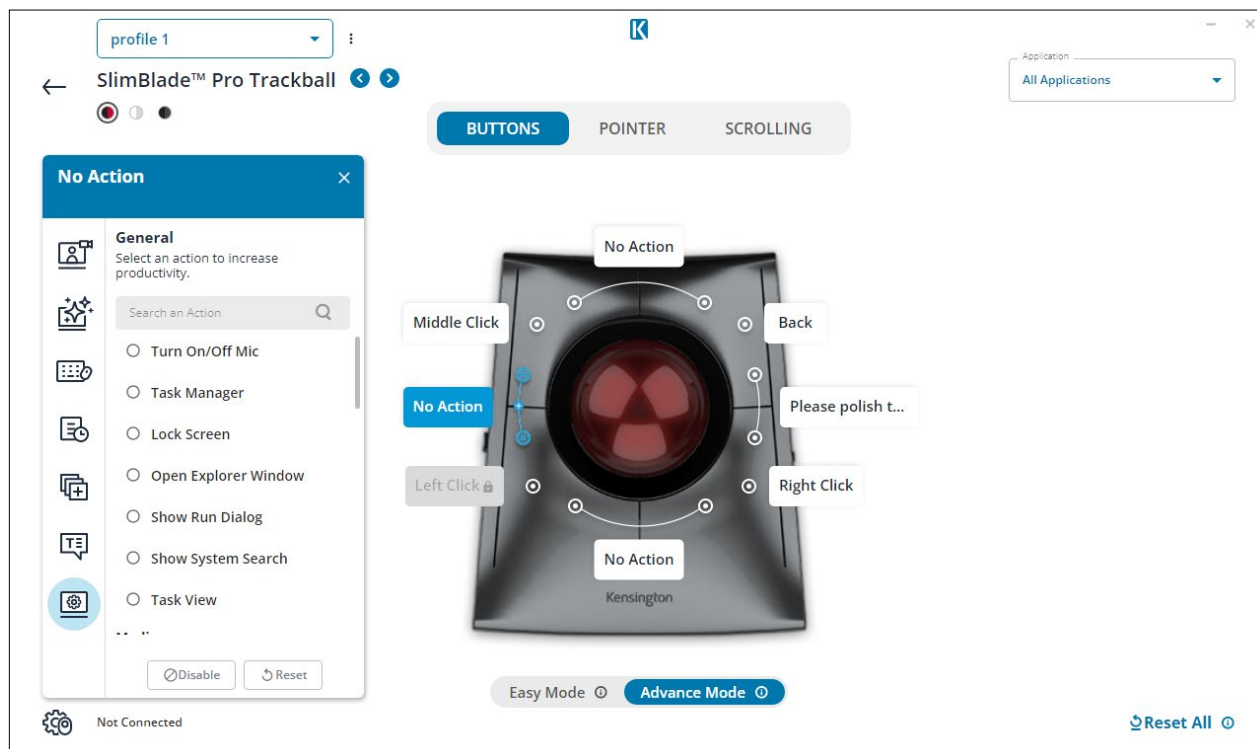 profile 1
SlimBlade™ Pro Trackball
Application
All Applications
BUTTONS
POINTER
SCROLLING
No Action
General
Select an action to increase
productivity.
Search an Action
Turn On/Off Mic
Task Manager
Lock Screen
Open Explorer Window
Show Run Dialog
Show System Search
Task View
Disable
Reset
No Action
Middle Click
Back
No Action
Please polish t...
Left Click
Right Click
No Action
Kensington
Easy Mode
Advance Mode
Not Connected
Reset All